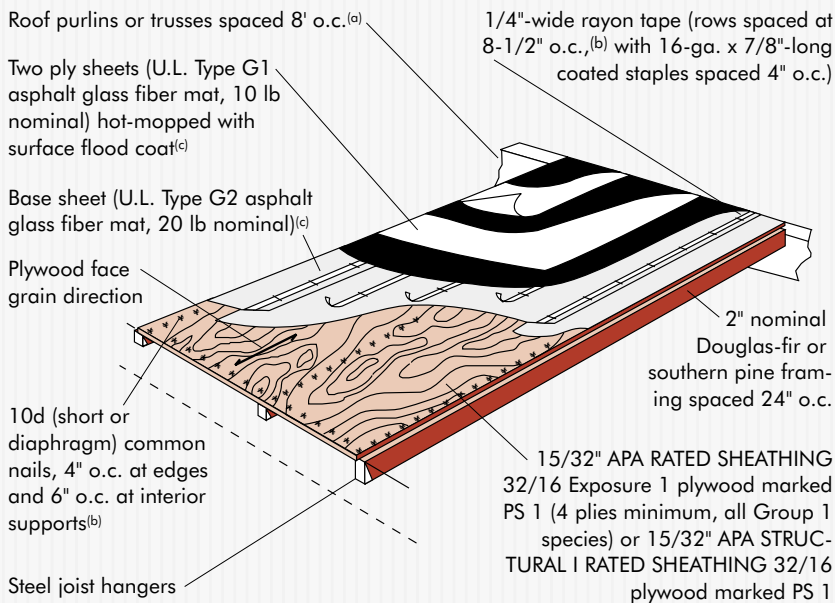 Roof purlins or trusses spaced 8' o.c.(a)
1/4"-wide rayon tape (rows spaced at
8-1/2" o.c.,(b) with 16-ga. x 7/8"-long
coated staples spaced 4" o.c.)
Two ply sheets (U.L. Type G1
asphalt glass fiber mat, 10 lb
nominal) hot-mopped with
surface flood coat(c)
Base sheet (U.L. Type G2 asphalt
glass fiber mat, 20 lb nominal)(c)
Plywood face
grain direction
10d (short or
diaphragm) common
nails, 4" o.c. at edges
and 6" o.c. at interior
supports(b)
Steel joist hangers
2" nominal
Douglas-fir or
southern pine fram-
ing spaced 24" o.c.
15/32" APA RATED SHEATHING
32/16 Exposure 1 plywood marked
PS 1 (4 plies minimum, all Group 1
species) or 15/32" APA STRUC-
TURAL I RATED SHEATHING 32/16
plywood marked PS 1